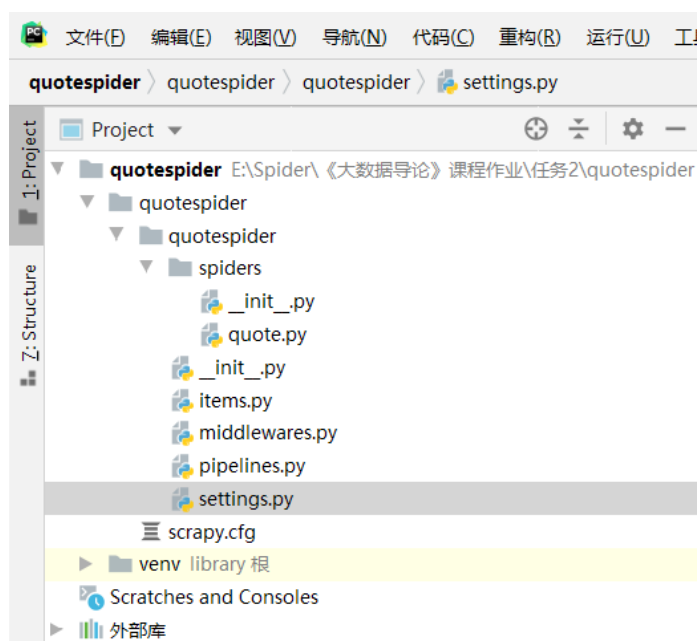 PC
文件(F) 编辑(E) 视图(V) 导航(N) 代码(C) 重构(R) 运行(U)
quotespider 〉 quotespider 〉 quotespider 〉 settings.py
1: Project
Project
quotespider E:\Spider\《大数据导论》课程作业\任务2\quotespider
quotespider
quotespider
spiders
__init__.py
quote.py
__init__.py
items.py
middlewares.py
pipelines.py
settings.py
scrapy.cfg
venv library 根
Scratches and Consoles
外部库
Z: Structure